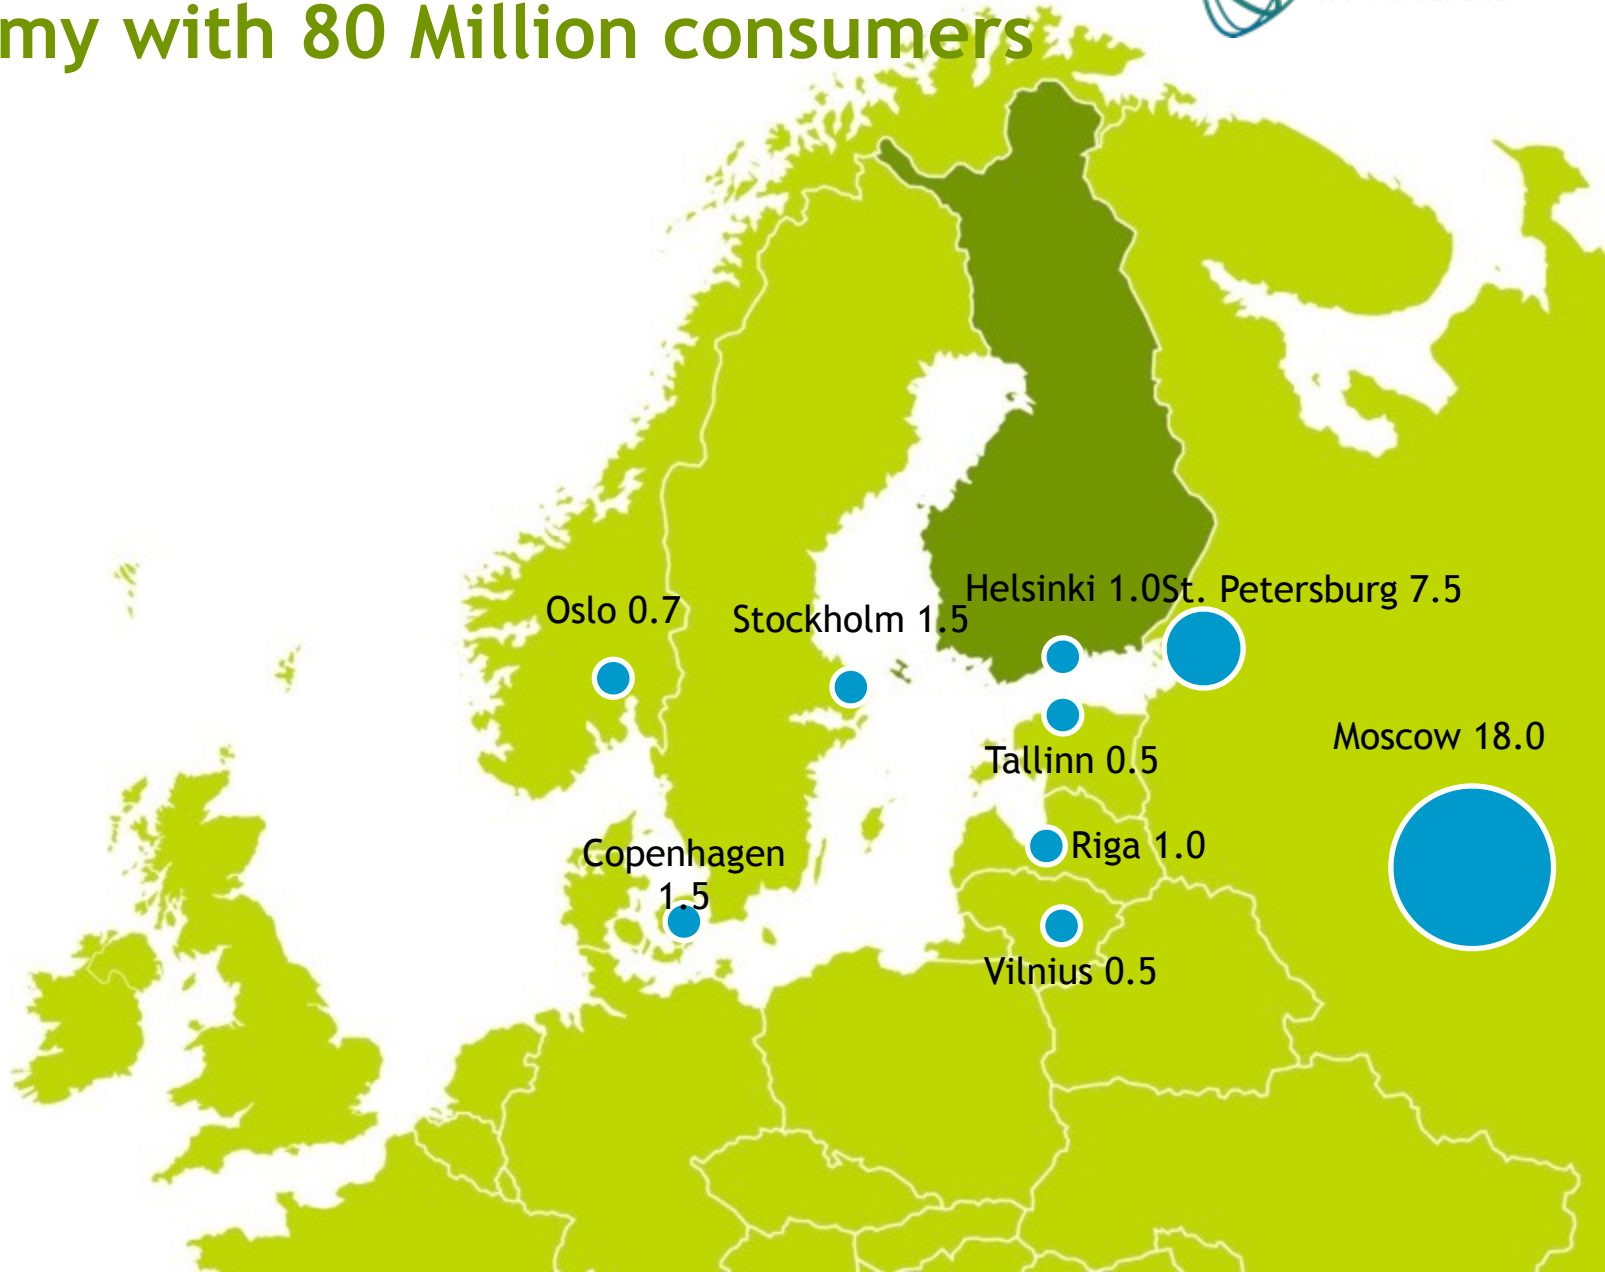 my with 80 Million consumers
Helsinki 1.0St. Petersburg 7.5
Oslo 0.7
Stockholm 1.5
Moscow 18.0
Tallinn 0.5
Riga 1.0
Copenhagen
1.5
Vilnius 0.5